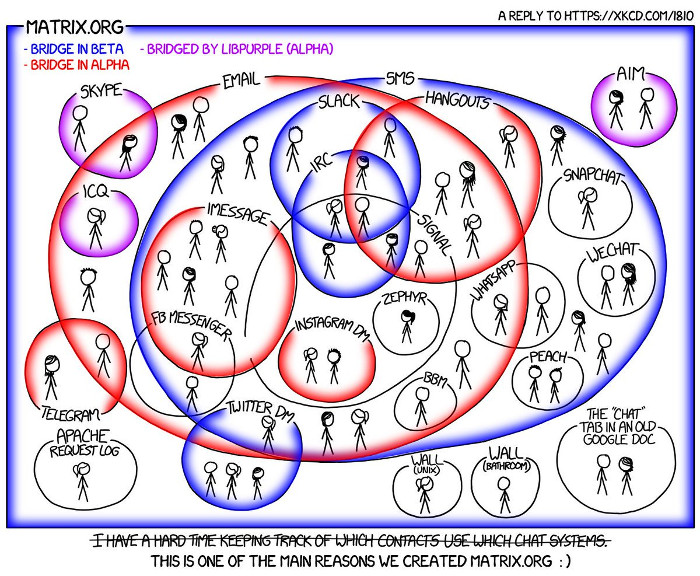 MATRIX.ORG
A REPLY TO HTTPS://XKCD.COM/1810
- BRIDGE IN BETA - BRIDGED BY LIBPURPLE (ALPHA)
- BRIDGE IN ALPHA
SKYPE
EMAIL
SMS
AIM
SLACK
HANGOUTS
IRC
SNAPCHAT
ICQ
IMESSAGE
SIGNAL
WECHAT
WHATSAPP
ZEPHYR
FB MESSENGER
INSTAGRAM DM
PEACH
BBM
TELEGRAM
TWITTER DM
THE "CHAT"
TAB IN AN OLD
GOOGLE DOC
APACHE
REQUEST LOG
WALL
(UNIX)
WALL
(BATHROOM)
I HAVE A HARD TIME KEEPING TRACK OF WHICH CONTACTS USE WHICH CHAT SYSTEMS.
THIS IS ONE OF THE MAIN REASONS WE CREATED MATRIX.ORG :)